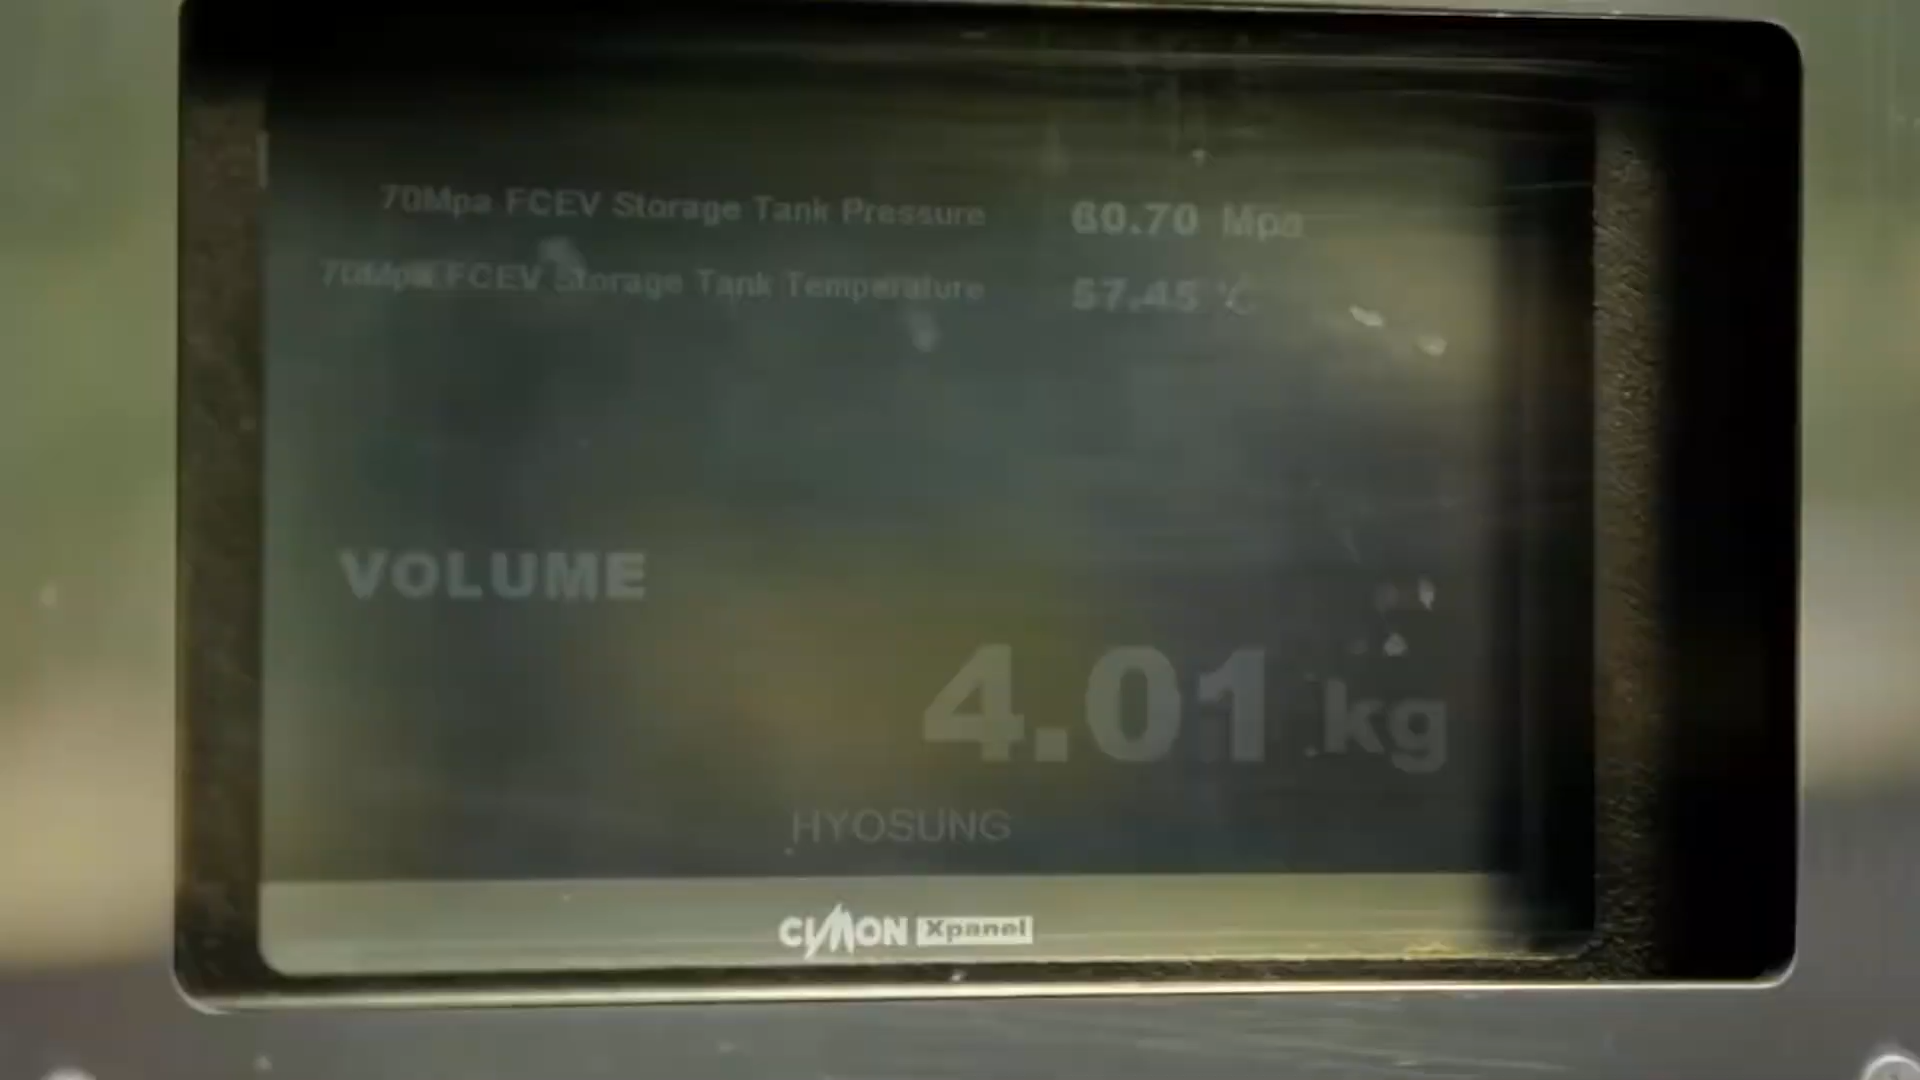 70Mpa FCEV Storage Tank Pressure 60.70 Mpa
70Mpa FCEV Storage Tank Temperature 57.45 ℃
VOLUME
4.01 kg
HYOSUNG
CIMON Xpanel